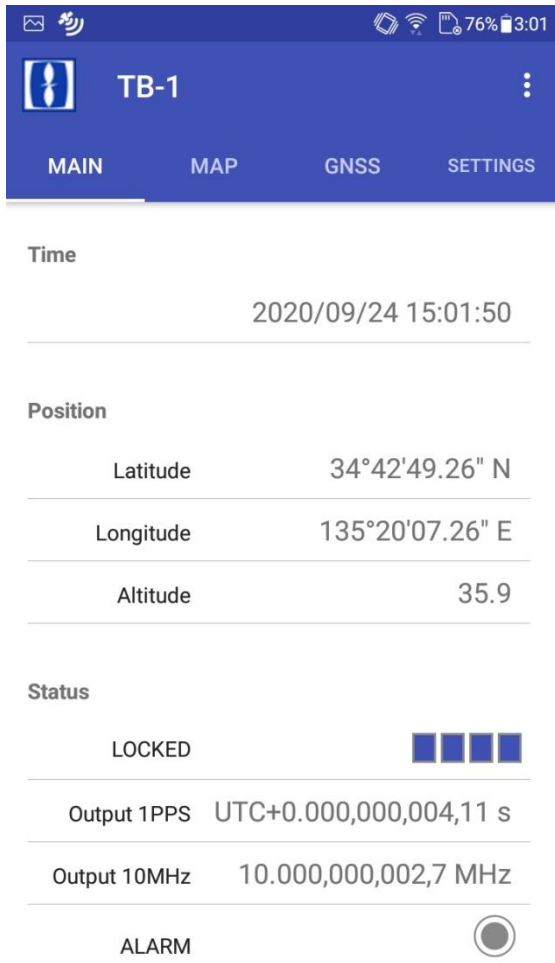 76% 3:01
TB-1
MAIN MAP GNSS SETTINGS
Time
2020/09/24 15:01:50
Position
Latitude 34°42'49.26" N
Longitude 135°20'07.26" E
Altitude 35.9
Status
LOCKED
Output 1PPS UTC+0.000,000,004,11 s
Output 10MHz 10.000,000,002,7 MHz
ALARM